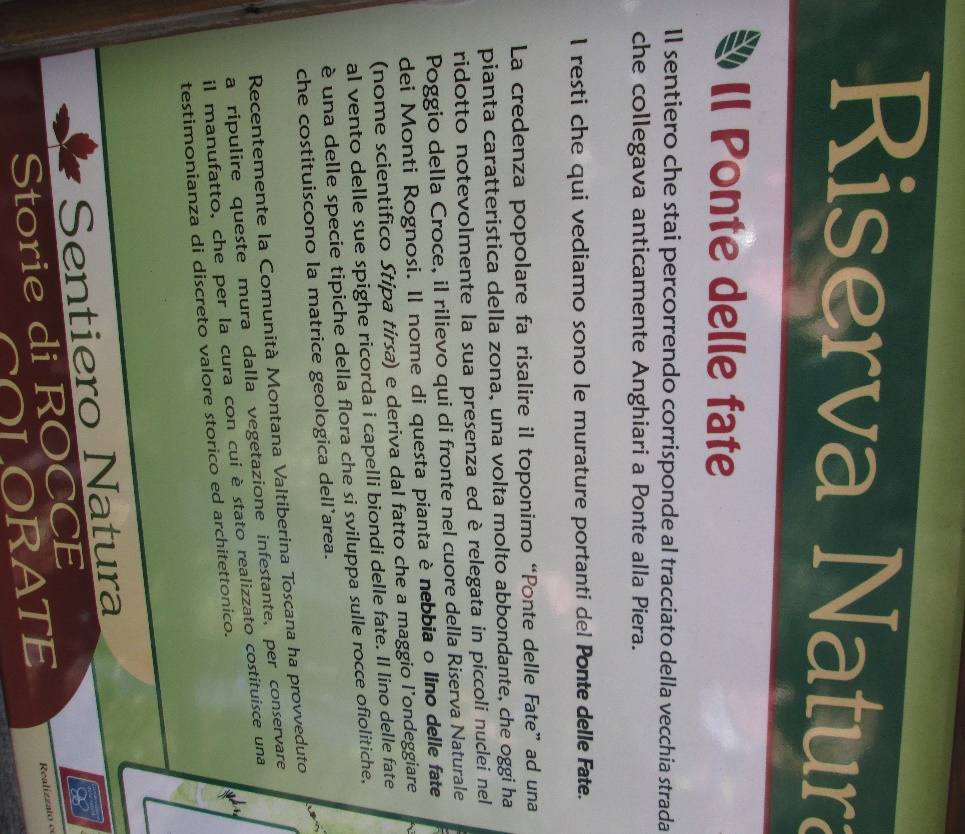 Riserva Natura
Il Ponte delle fate
Il sentiero che stai percorrendo corrisponde al tracciato della vecchia strada
che collegava anticamente Anghiari a Ponte alla Piera.
I resti che qui vediamo sono le murature portanti del Ponte delle Fate.
La credenza popolare fa risalire il toponimo "Ponte delle Fate" ad una
pianta caratteristica della zona, una volta molto abbondante, che oggi ha
ridotto notevolmente la sua presenza ed è relegata in piccoli nuclei nel
Poggio della Croce, il rilievo qui di fronte nel cuore della Riserva Naturale
dei Monti Rognosi. Il nome di questa pianta è nebbia o lino delle fate
(nome scientifico Stipa tirsa) e deriva dal fatto che a maggio l'ondeggiare
al vento delle sue spighe ricorda i capelli biondi delle fate. Il lino delle fate
è una delle specie tipiche della flora che si sviluppa sulle rocce ofiolitiche,
che costituiscono la matrice geologica dell'area.
Recentemente la Comunità Montana Valtiberina Toscana ha provveduto
a ripulire queste mura dalla vegetazione infestante, per conservare
il manufatto, che per la cura con cui è stato realizzato costituisce una
testimonianza di discreto valore storico ed architettonico.
Sentiero Natura
Storie di ROCCE
COLORATE
Realizzato